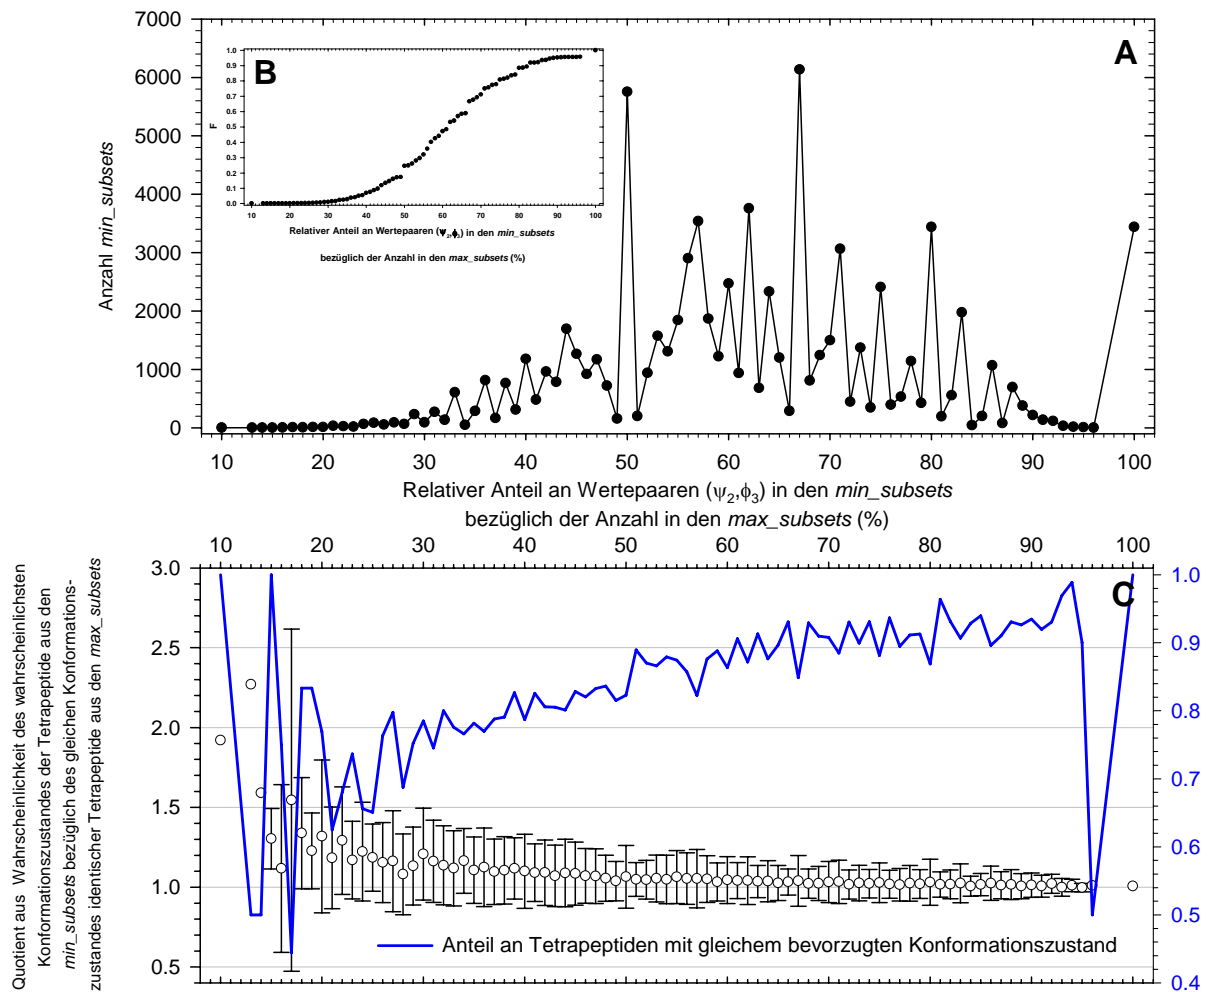 A
7000
6000
5000
4000
3000
2000
1000
0
Anzahl min_subsets
B
1.0
0.9
0.8
0.7
0.6
0.5
0.4
0.3
0.2
0.1
0.0
F
10 20 30 40 50 60 70 80 90 100
Relativer Anteil an Wertepaaren (ψ2,ϕ3) in den min_subsets
bezüglich der Anzahl in den max_subsets (%)
10 20 30 40 50 60 70 80 90 100
Relativer Anteil an Wertepaaren (ψ2,ϕ3) in den min_subsets
bezüglich der Anzahl in den max_subsets (%)
10 20 30 40 50 60 70 80 90 100
C
3.0
2.5
2.0
1.5
1.0
0.5
Quotient aus Wahrscheinlichkeit des wahrscheinlichsten
Konformationszustandes der Tetrapeptide aus den
min_subsets bezüglich des gleichen Konformations-
zustandes identischer Tetrapeptide aus den max_subsets
1.0
0.9
0.8
0.7
0.6
0.5
0.4
Anteil an Tetrapeptiden mit gleichem bevorzugten Konformationszustand